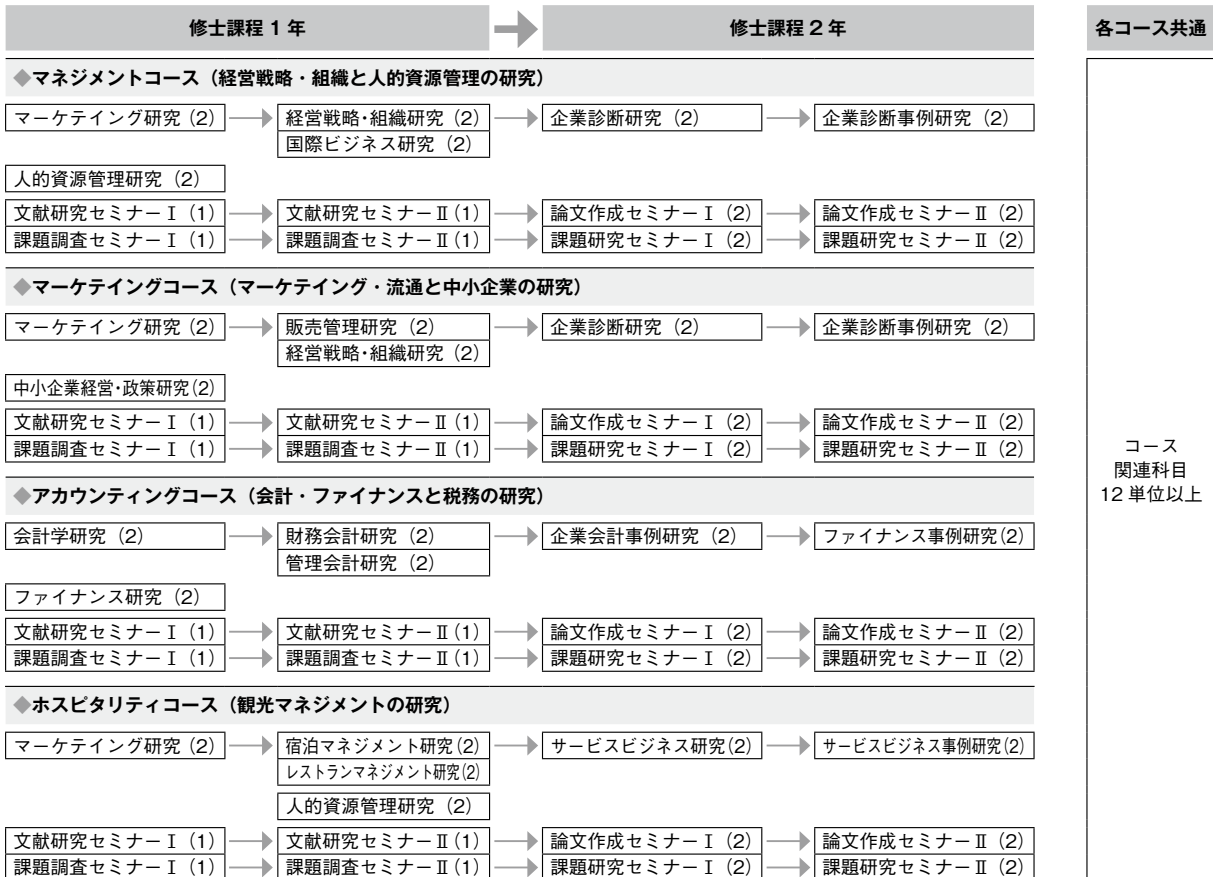 修士課程 1 年
修士課程 2 年
各コース共通
◆マネジメントコース（経営戦略・組織と人的資源管理の研究）
マーケテイング研究（2） 経営戦略・組織研究（2） 企業診断研究（2） 企業診断事例研究（2）
国際ビジネス研究（2）
人的資源管理研究（2）
文献研究セミナーⅠ（1） 文献研究セミナーⅡ（1） 論文作成セミナーⅠ（2） 論文作成セミナーⅡ（2）
課題調査セミナーⅠ（1） 課題調査セミナーⅡ（1） 課題研究セミナーⅠ（2） 課題研究セミナーⅡ（2）
◆マーケテイングコース（マーケテイング・流通と中小企業の研究）
マーケテイング研究（2） 販売管理研究（2） 企業診断研究（2） 企業診断事例研究（2）
経営戦略・組織研究（2）
中小企業経営・政策研究（2）
文献研究セミナーⅠ（1） 文献研究セミナーⅡ（1） 論文作成セミナーⅠ（2） 論文作成セミナーⅡ（2）
課題調査セミナーⅠ（1） 課題調査セミナーⅡ（1） 課題研究セミナーⅠ（2） 課題研究セミナーⅡ（2）
◆アカウンティングコース（会計・ファイナンスと税務の研究）
会計学研究（2） 財務会計研究（2） 企業会計事例研究（2） ファイナンス事例研究（2）
管理会計研究（2）
ファイナンス研究（2）
文献研究セミナーⅠ（1） 文献研究セミナーⅡ（1） 論文作成セミナーⅠ（2） 論文作成セミナーⅡ（2）
課題調査セミナーⅠ（1） 課題調査セミナーⅡ（1） 課題研究セミナーⅠ（2） 課題研究セミナーⅡ（2）
◆ホスピタリティコース（観光マネジメントの研究）
マーケテイング研究（2） 宿泊マネジメント研究（2） サービスビジネス研究（2） サービスビジネス事例研究（2）
レストランマネジメント研究（2）
人的資源管理研究（2）
文献研究セミナーⅠ（1） 文献研究セミナーⅡ（1） 論文作成セミナーⅠ（2） 論文作成セミナーⅡ（2）
課題調査セミナーⅠ（1） 課題調査セミナーⅡ（1） 課題研究セミナーⅠ（2） 課題研究セミナーⅡ（2）
コース
関連科目
12 単位以上